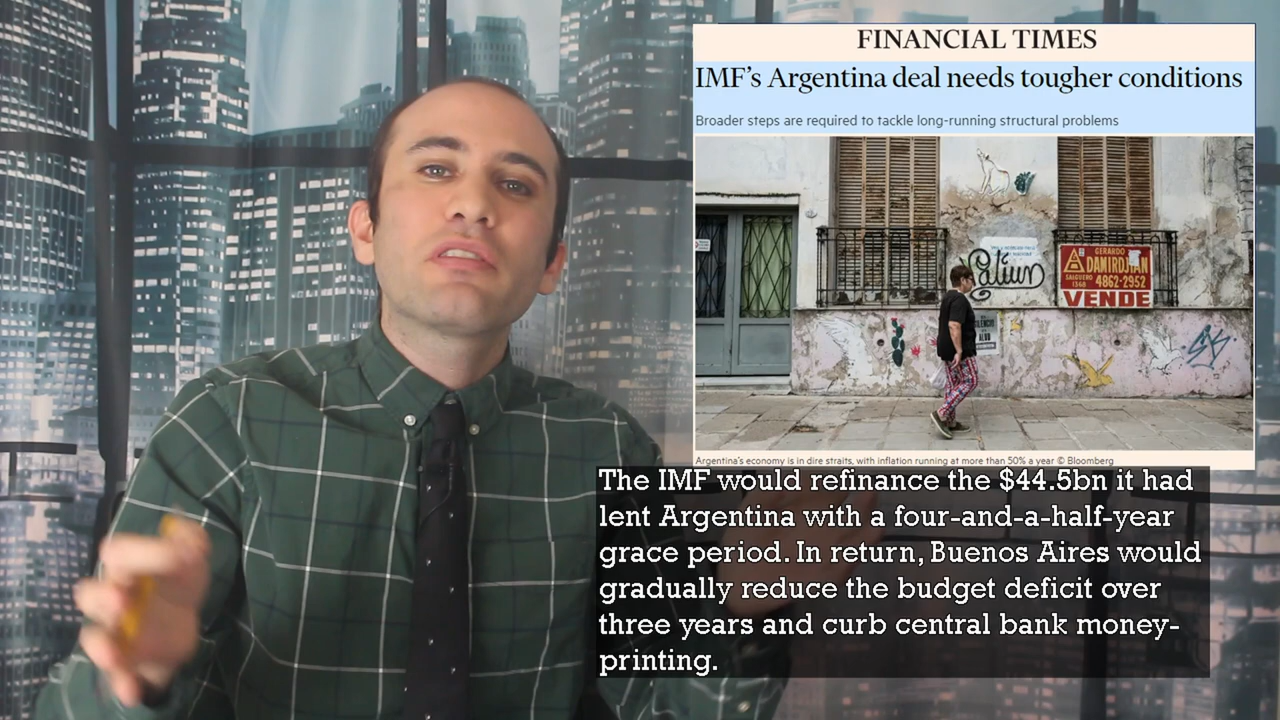 FINANCIAL TIMES
IMF's Argentina deal needs tougher conditions
Broader steps are required to tackle long-running structural problems
GERARDO
DAMIRDJIAN
SALGUERO
1368 4862-2952
VENDE
Argentina's economy is in dire straits, with inflation running at more than 50% a year © Bloomberg
The IMF would refinance the $44.5bn it had
lent Argentina with a four-and-a-half-year
grace period. In return, Buenos Aires would
gradually reduce the budget deficit over
three years and curb central bank money-
printing.